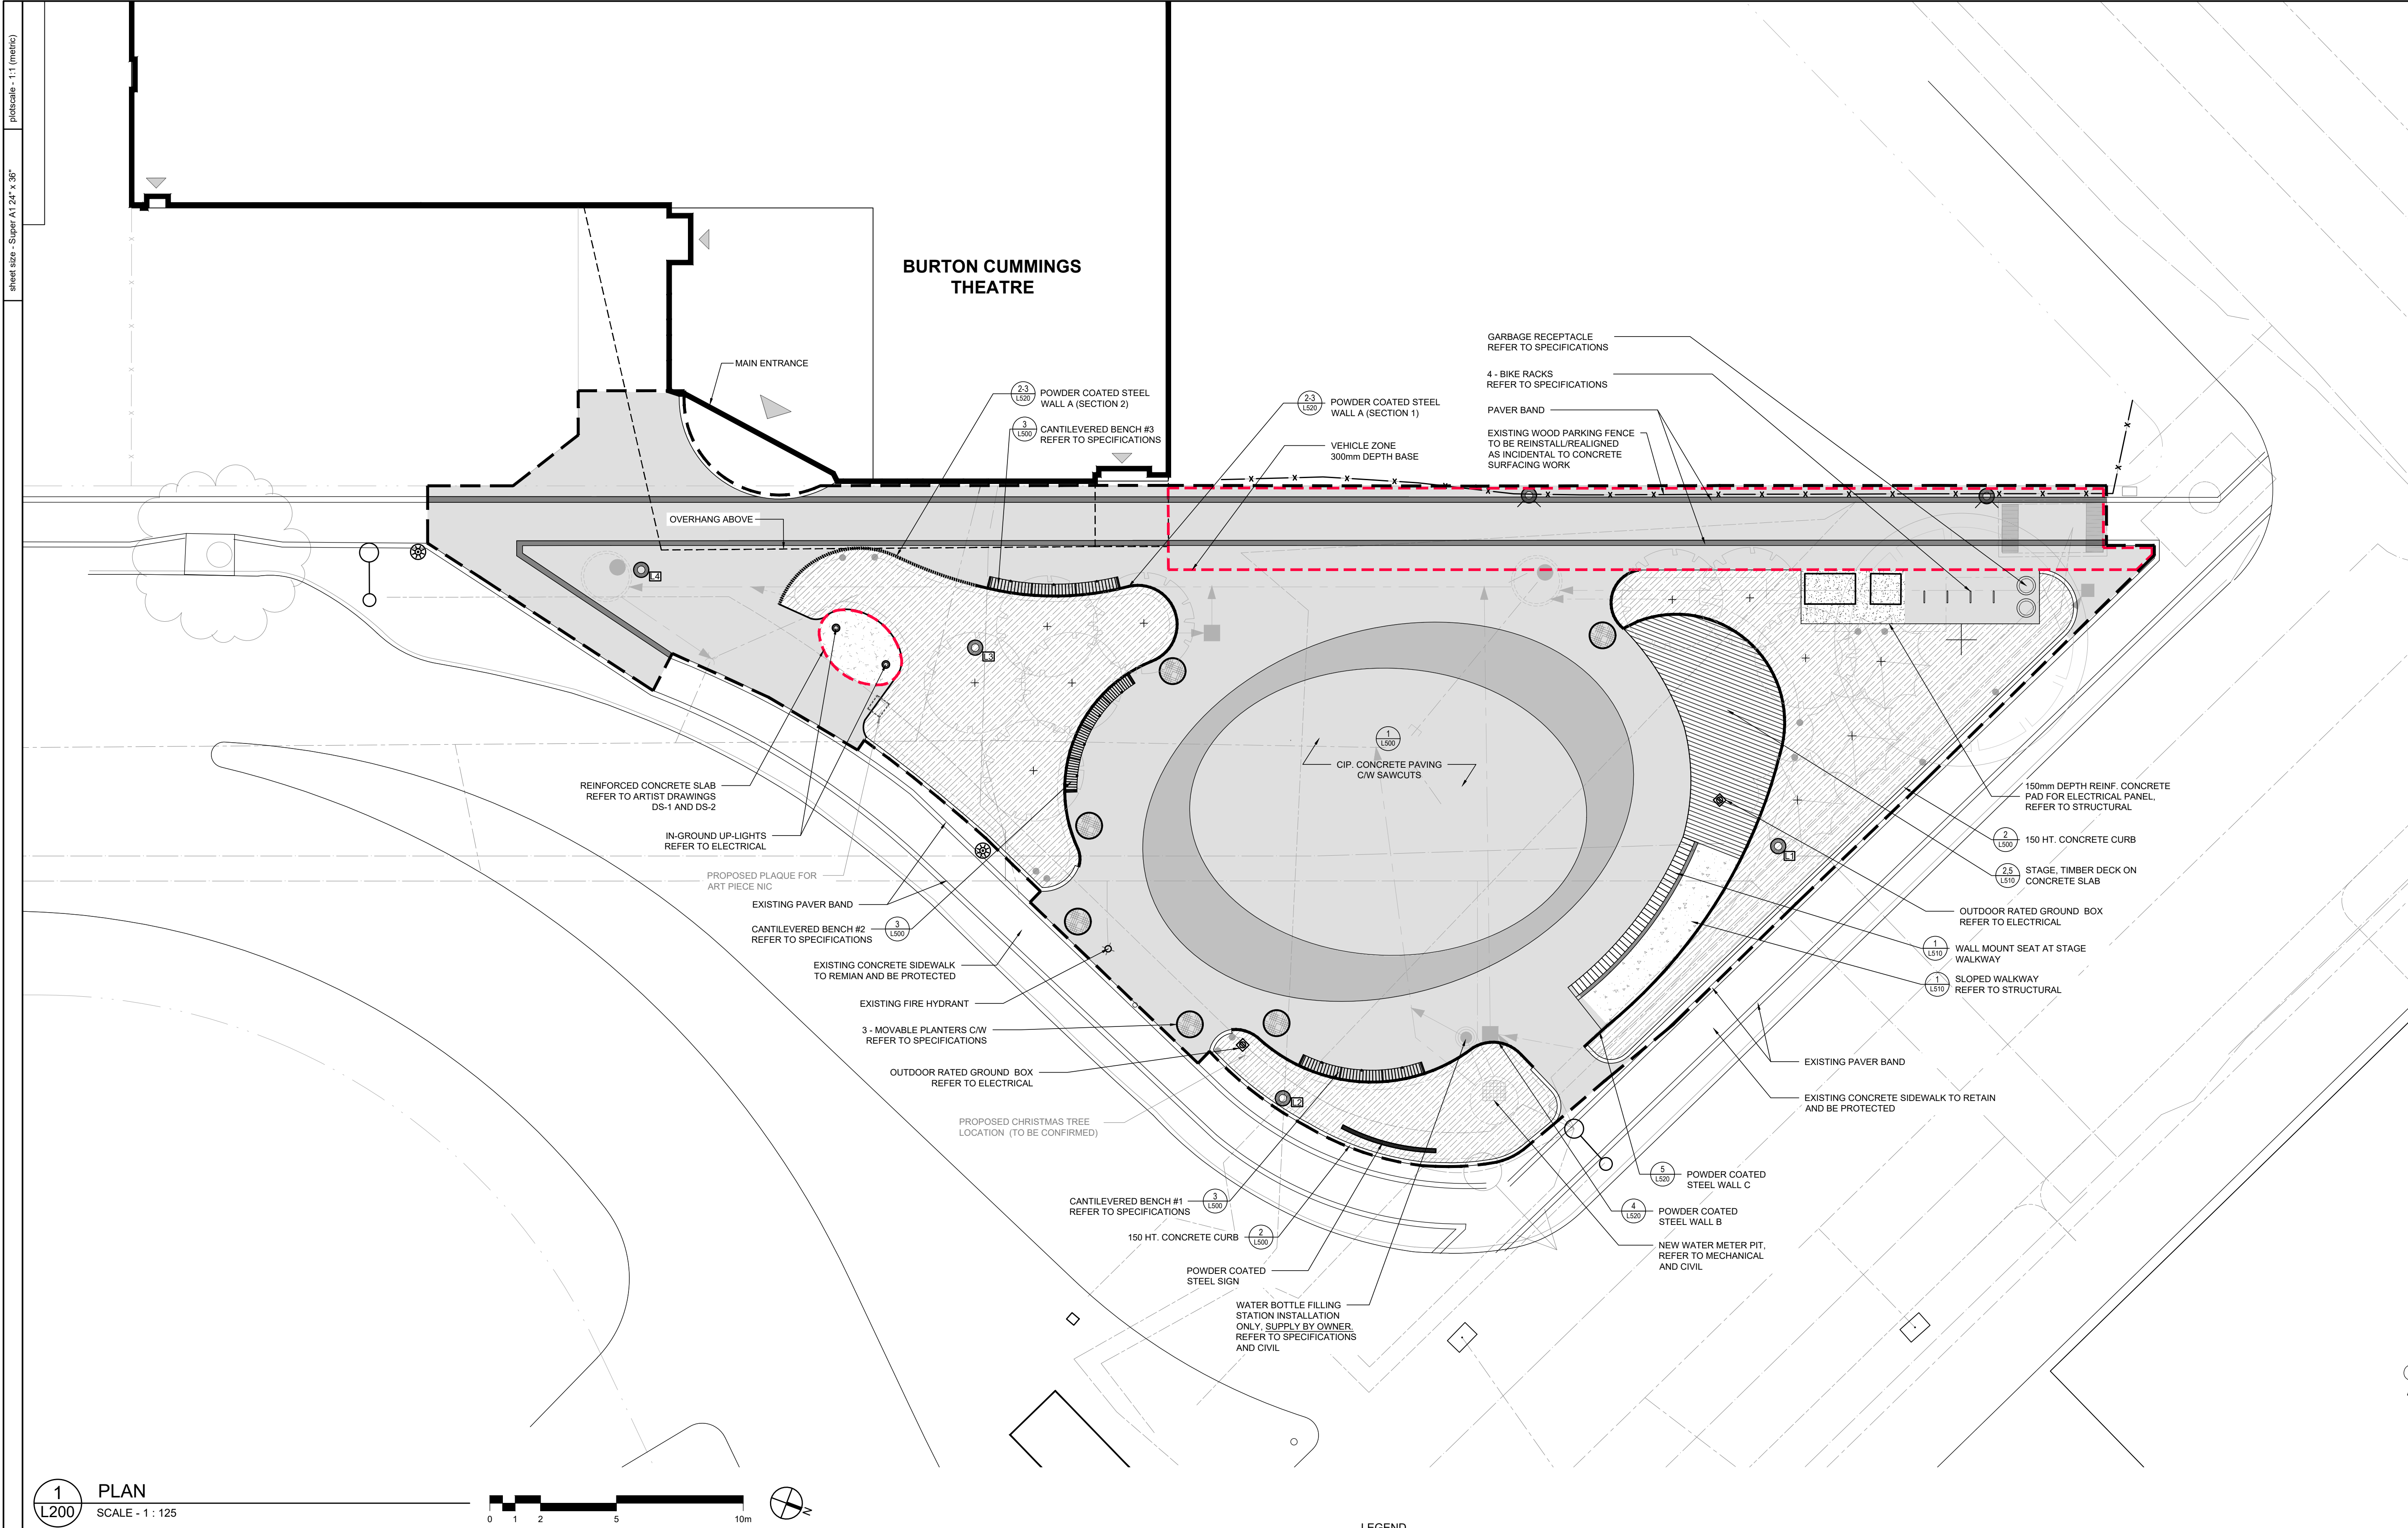 plotscale - 1:1 (metric)
sheet size - Super A1 24" x 36"
BURTON CUMMINGS
THEATRE
MAIN ENTRANCE
2-3
L520
POWDER COATED STEEL
WALL A (SECTION 2)
3
L500
CANTILEVERED BENCH #3
REFER TO SPECIFICATIONS
2-3
L520
POWDER COATED STEEL
WALL A (SECTION 1)
VEHICLE ZONE
300mm DEPTH BASE
GARBAGE RECEPTACLE
REFER TO SPECIFICATIONS
4 - BIKE RACKS
REFER TO SPECIFICATIONS
PAVER BAND
EXISTING WOOD PARKING FENCE
TO BE REINSTALL/REALIGNED
AS INCIDENTAL TO CONCRETE
SURFACING WORK
OVERHANG ABOVE
L4
L3
1
L500
CIP. CONCRETE PAVING
C/W SAWCUTS
L1
L2
REINFORCED CONCRETE SLAB
REFER TO ARTIST DRAWINGS
DS-1 AND DS-2
IN-GROUND UP-LIGHTS
REFER TO ELECTRICAL
PROPOSED PLAQUE FOR
ART PIECE NIC
EXISTING PAVER BAND
CANTILEVERED BENCH #2
REFER TO SPECIFICATIONS
3
L500
EXISTING CONCRETE SIDEWALK
TO REMIAN AND BE PROTECTED
EXISTING FIRE HYDRANT
3 - MOVABLE PLANTERS C/W
REFER TO SPECIFICATIONS
OUTDOOR RATED GROUND BOX
REFER TO ELECTRICAL
PROPOSED CHRISTMAS TREE
LOCATION (TO BE CONFIRMED)
CANTILEVERED BENCH #1
REFER TO SPECIFICATIONS
3
L500
150 HT. CONCRETE CURB
2
L500
POWDER COATED
STEEL SIGN
WATER BOTTLE FILLING
STATION INSTALLATION
ONLY, SUPPLY BY OWNER.
REFER TO SPECIFICATIONS
AND CIVIL
150mm DEPTH REINF. CONCRETE
PAD FOR ELECTRICAL PANEL,
REFER TO STRUCTURAL
2
L500
150 HT. CONCRETE CURB
2,5
L510
STAGE, TIMBER DECK ON
CONCRETE SLAB
OUTDOOR RATED GROUND BOX
REFER TO ELECTRICAL
1
L510
WALL MOUNT SEAT AT STAGE
WALKWAY
1
L510
SLOPED WALKWAY
REFER TO STRUCTURAL
EXISTING PAVER BAND
EXISTING CONCRETE SIDEWALK TO RETAIN
AND BE PROTECTED
5
L520
POWDER COATED
STEEL WALL C
4
L520
POWDER COATED
STEEL WALL B
NEW WATER METER PIT,
REFER TO MECHANICAL
AND CIVIL
1
L200
PLAN
SCALE - 1 : 125
0 1 2 5 10m
N
LEGEND